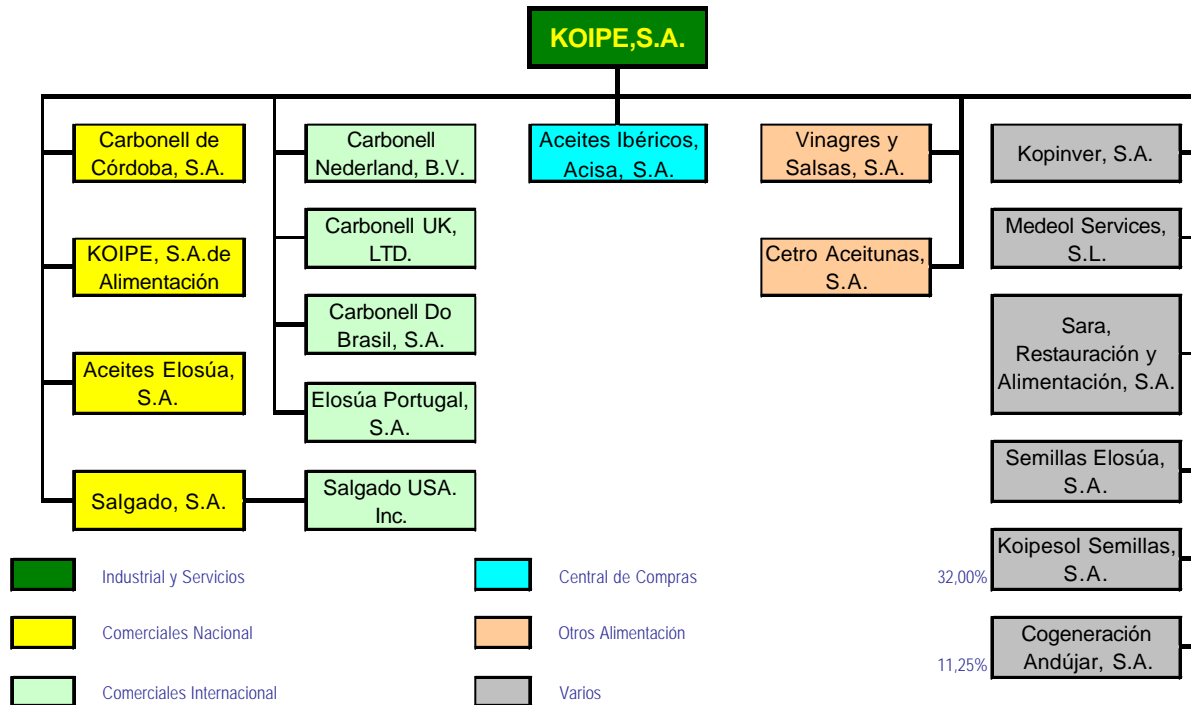 KOIPE,S.A.
Carbonell de
Córdoba, S.A.
KOIPE, S.A.de
Alimentación
Aceites Elosúa,
S.A.
Salgado, S.A.
Carbonell
Nederland, B.V.
Carbonell UK,
LTD.
Carbonell Do
Brasil, S.A.
Elosúa Portugal,
S.A.
Salgado USA.
Inc.
Aceites Ibéricos,
Acisa, S.A.
Vinagres y
Salsas, S.A.
Cetro Aceitunas,
S.A.
Kopinver, S.A.
Medeol Services,
S.L.
Sara,
Restauración y
Alimentación, S.A.
Semillas Elosúa,
S.A.
32,00%
Koipesol Semillas,
S.A.
11,25%
Cogeneración
Andújar, S.A.
Industrial y Servicios
Comerciales Nacional
Comerciales Internacional
Central de Compras
Otros Alimentación
Varios